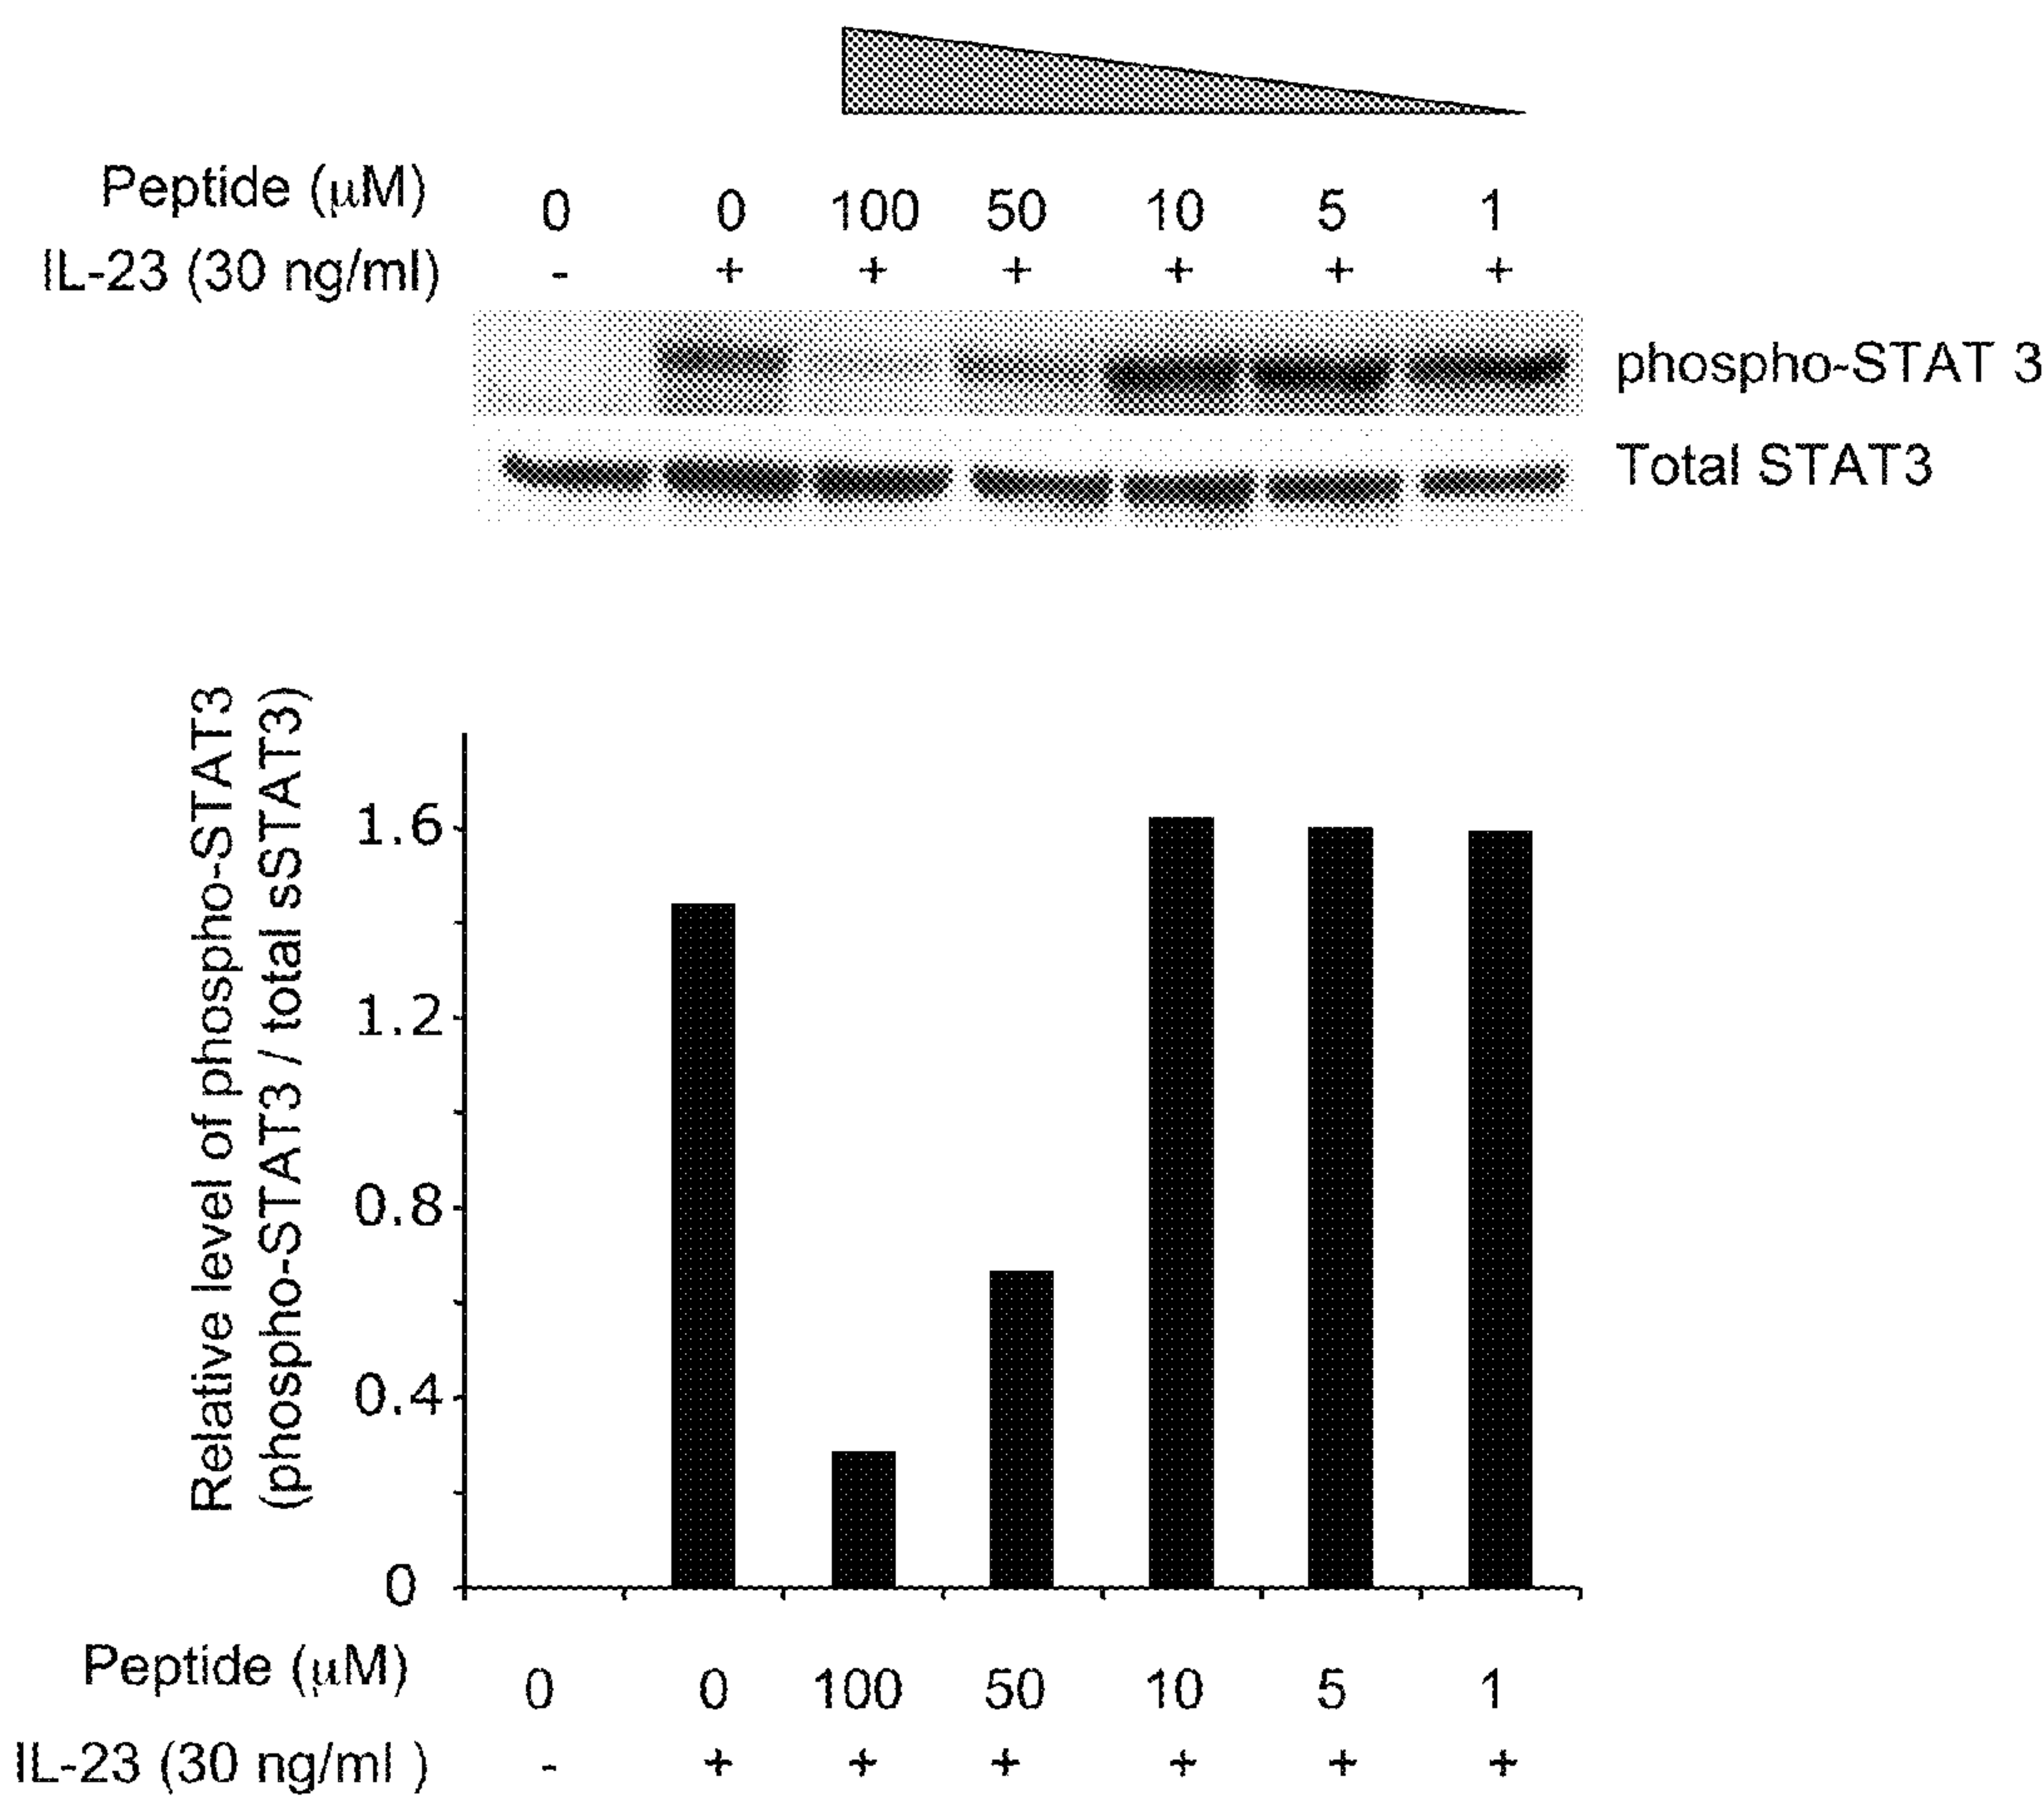 Peptide (μM) 0 0 100 50 10 5 1
IL-23 (30 ng/ml) - + + + + + +
phospho-STAT 3
Total STAT3
Relative level of phospho-STAT3
(phospho-STAT3 / total sSTAT3)
1.6
1.2
0.8
0.4
0
Peptide (μM) 0 0 100 50 10 5 1
IL-23 (30 ng/ml ) - + + + + + +